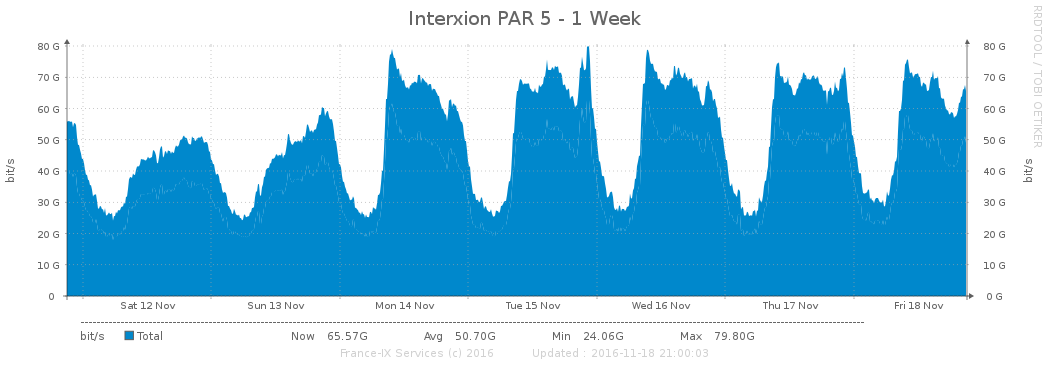 Interxion PAR 5 - 1 Week
RRDTOOL / TOBI OETIKER
bit/s
80 G 80 G
70 G 70 G
60 G 60 G
50 G 50 G
40 G 40 G
30 G 30 G
20 G 20 G
10 G 10 G
0 0 G
bit/s
Sat 12 Nov Sun 13 Nov Mon 14 Nov Tue 15 Nov Wed 16 Nov Thu 17 Nov Fri 18 Nov
bit/s Total Now 65.57G Avg 50.70G Min 24.06G Max 79.80G
France-IX Services (c) 2016 Updated : 2016-11-18 21:00:03